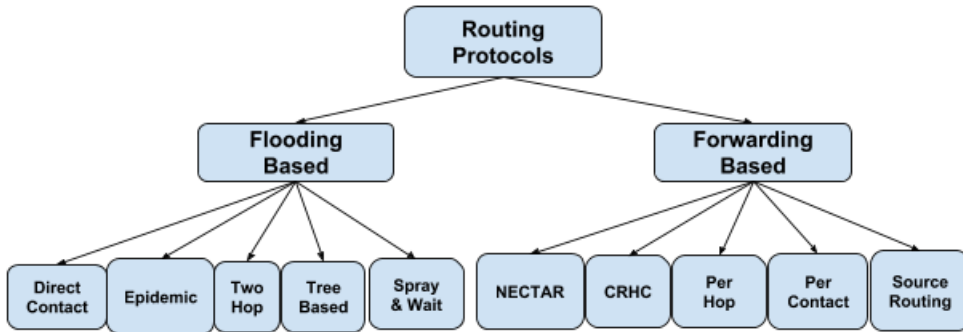 Routing
Protocols
Flooding
Based
Forwarding
Based
Direct
Contact
Epidemic
Two
Hop
Tree
Based
Spray
& Wait
NECTAR
CRHC
Per
Hop
Per
Contact
Source
Routing